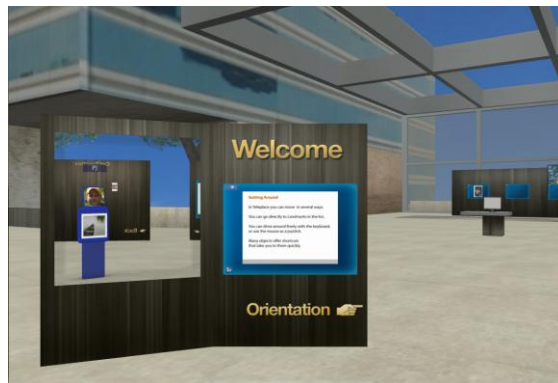 Welcome
Getting Around
In Teleplace you can move in several ways.
You can go directly to Landmarks in the list.
You can drive around freely with the keyboard
or use the mouse as a joystick.
Many objects offer shortcuts
that take you to them quickly.
Orientation